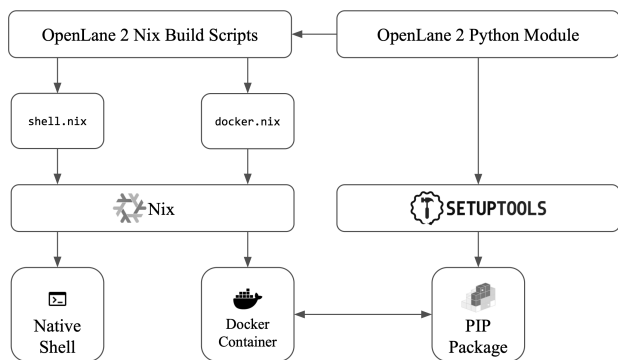 OpenLane 2 Nix Build Scripts
OpenLane 2 Python Module
shell.nix
docker.nix
Nix
SETUPTOOLS
Native
Shell
Docker
Container
PIP
Package